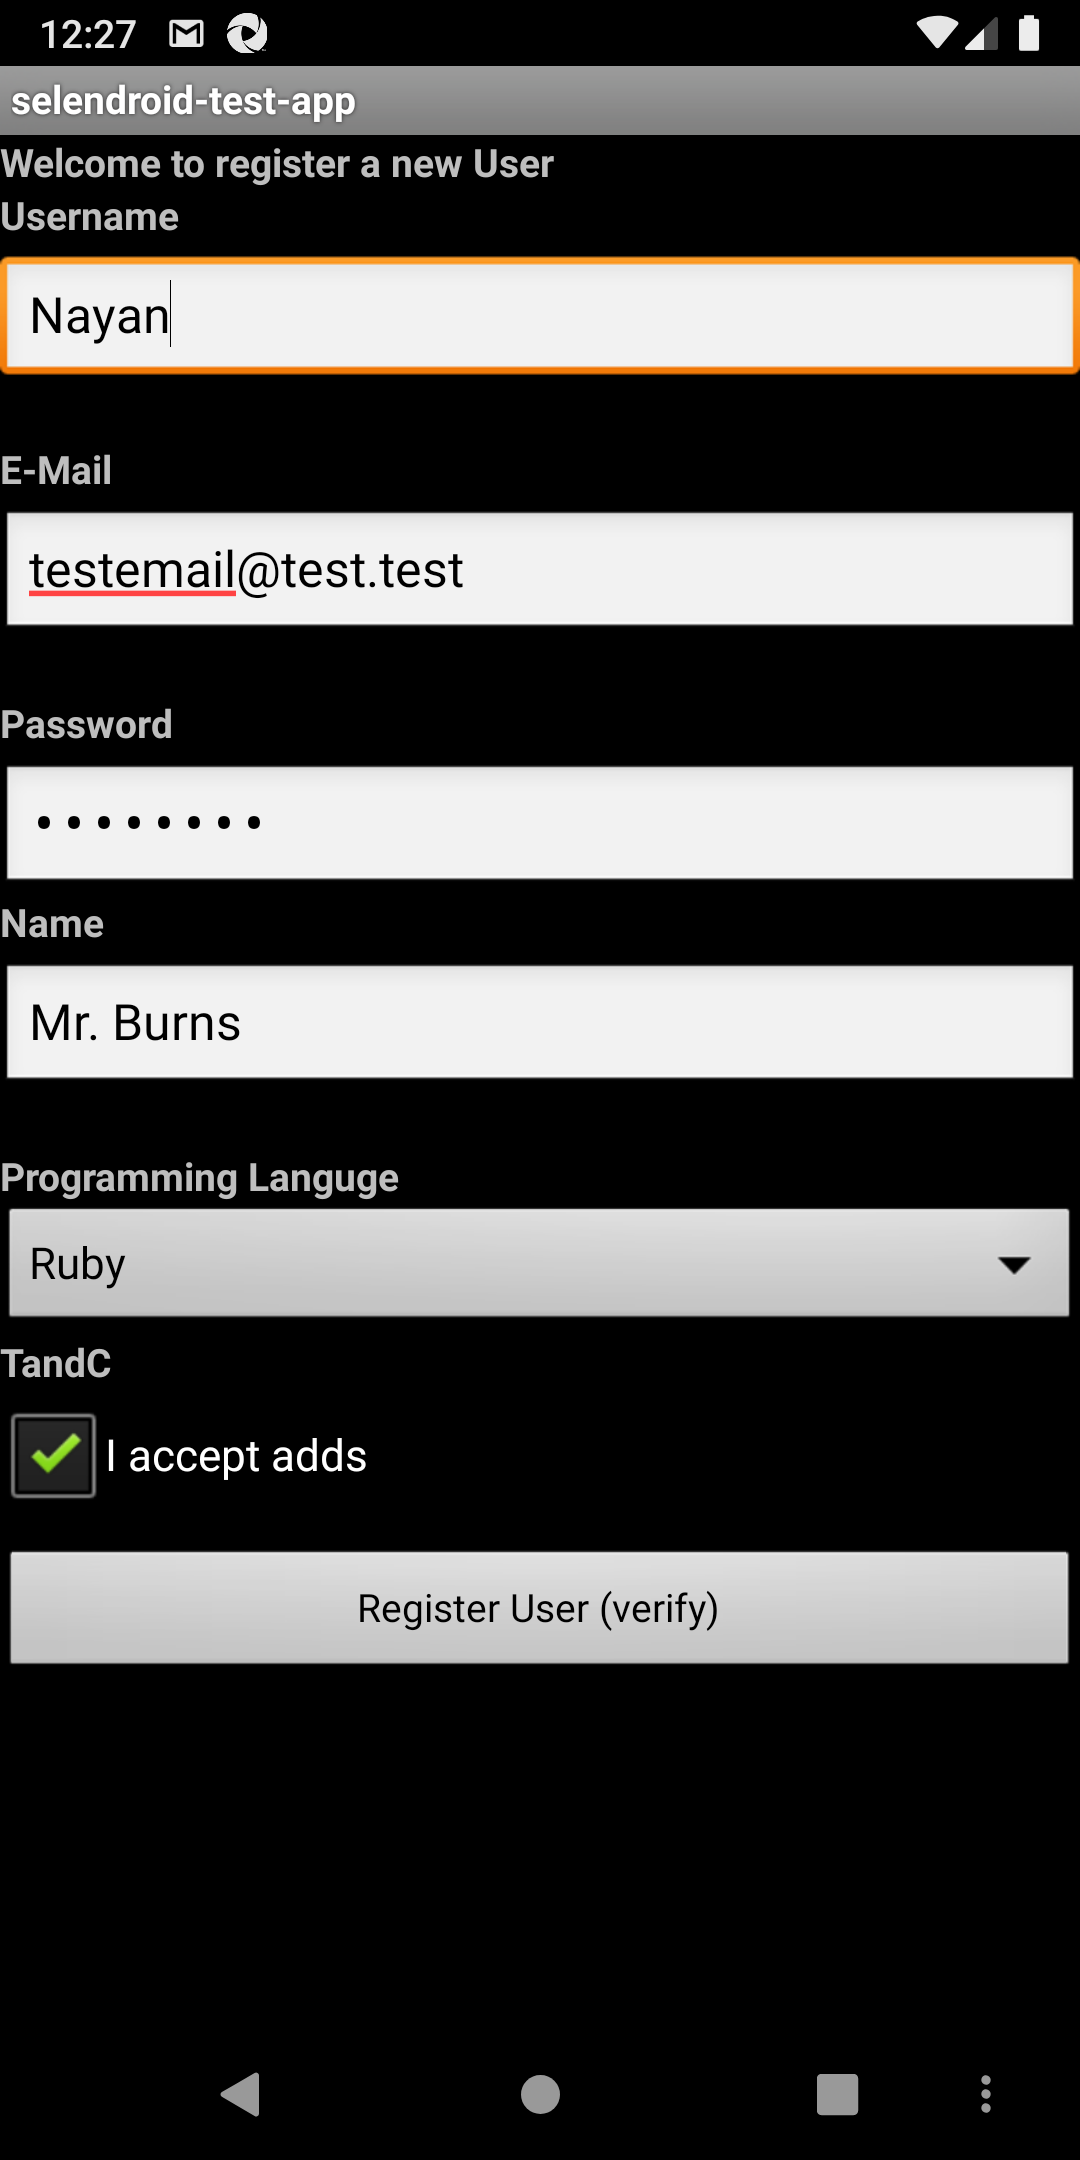 12:27
selendroid-test-app
Welcome to register a new User
Username
Nayan
E-Mail
testemail@test.test
Password
••••••••
Name
Mr. Burns
Programming Languge
Ruby
TandC
I accept adds
Register User (verify)